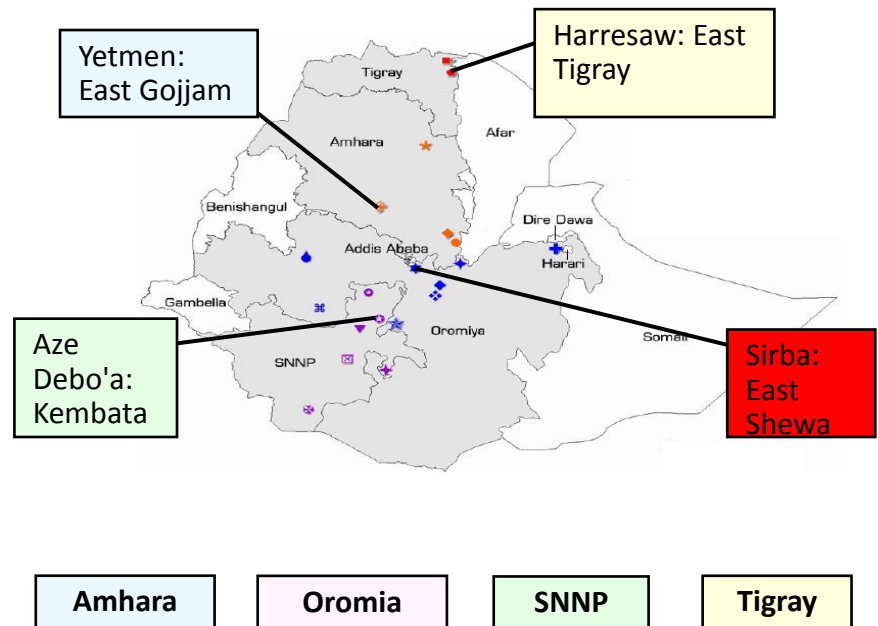 Yetmen:
East Gojjam
Harresaw: East
Tigray
Tigray
Afar
Amhara
Benishangul
Dire Dawa
Addis Ababa
Harari
Gambella
Oromiya
Somali
SNNP
Aze
Debo'a:
Kembata
Sirba:
East
Shewa
Amhara
Oromia
SNNP
Tigray